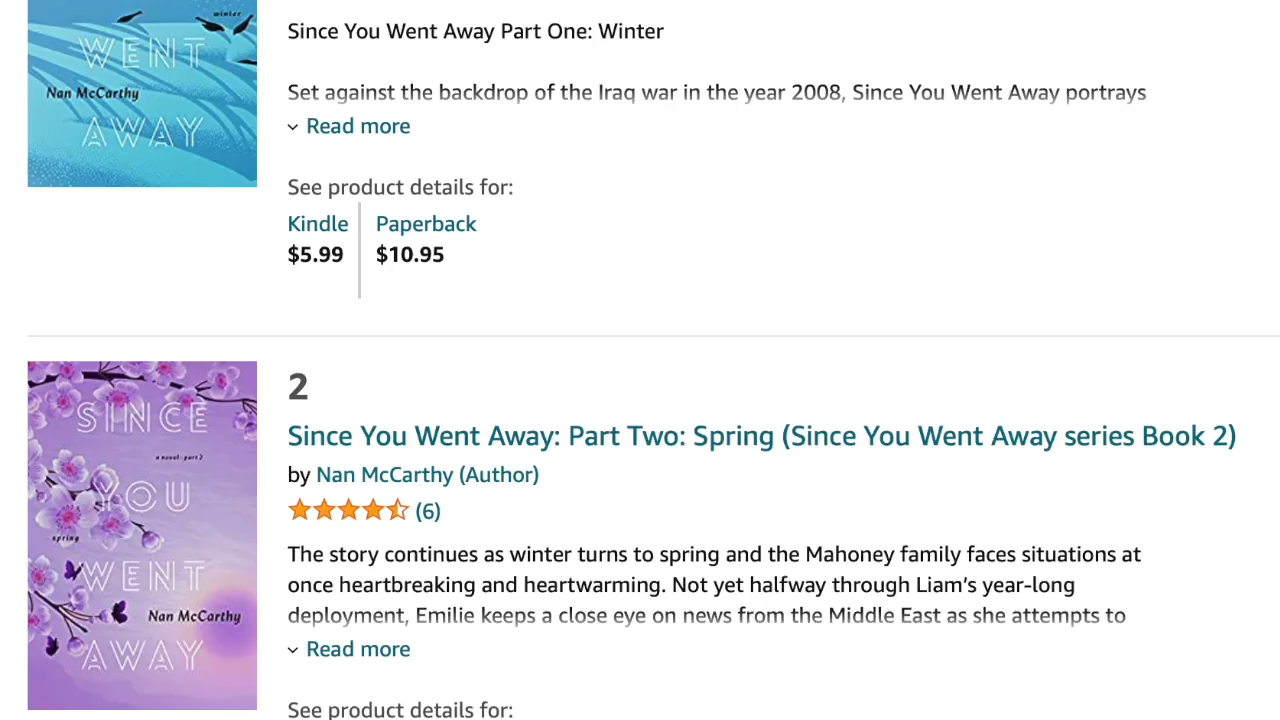 winter
WENT
Nan McCarthy
AWAY
Since You Went Away Part One: Winter
Set against the backdrop of the Iraq war in the year 2008, Since You Went Away portrays
Read more
See product details for:
Kindle
Paperback
$5.99
$10.95
SINCE
a novel: part 2
YOU
spring
WENT
Nan McCarthy
AWAY
2
Since You Went Away: Part Two: Spring (Since You Went Away series Book 2)
by Nan McCarthy (Author)
(6)
The story continues as winter turns to spring and the Mahoney family faces situations at
once heartbreaking and heartwarming. Not yet halfway through Liam’s year-long
deployment, Emilie keeps a close eye on news from the Middle East as she attempts to
Read more
See product details for: